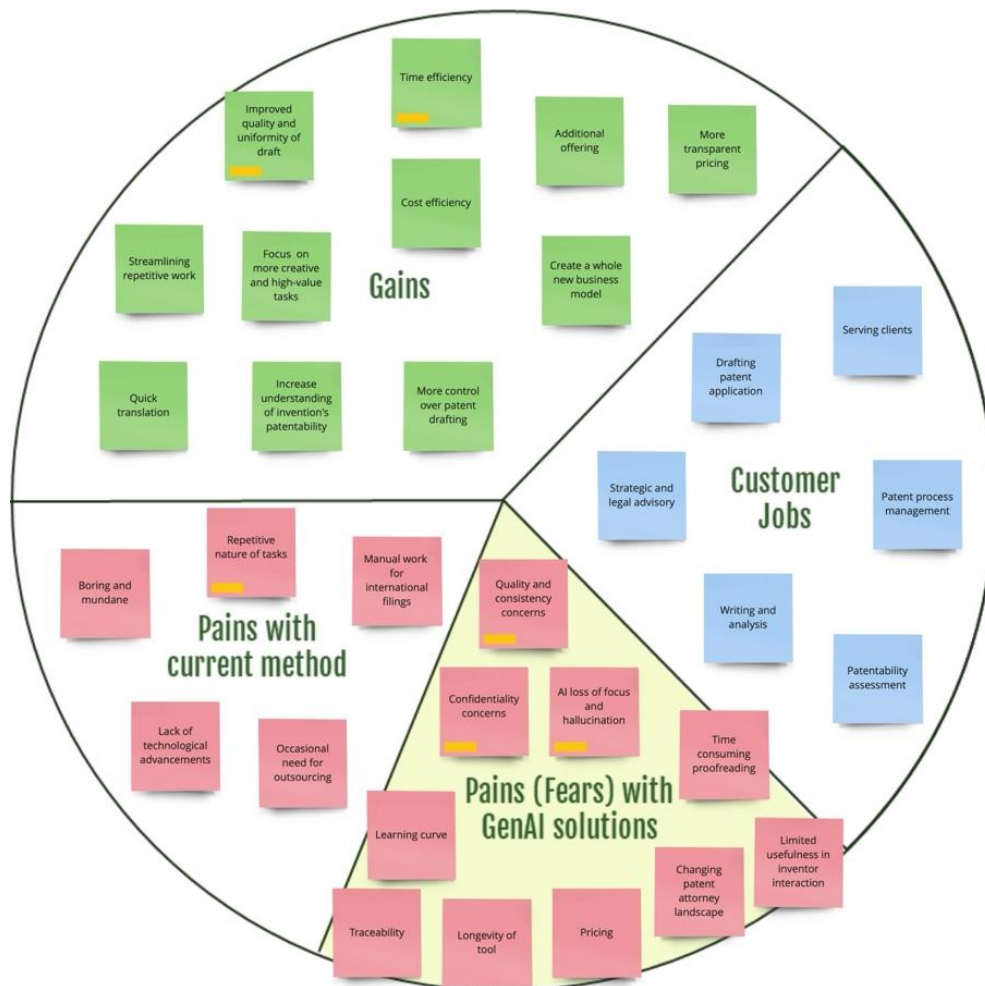 Time efficiency
Improved
quality and
uniformity of
draft
Additional
offering
More
transparent
pricing
Cost efficiency
Streamlining
repetitive work
Focus on
more creative
and high-value
tasks
Gains
Create a whole
new business
model
Quick
translation
Increase
understanding
of invention's
patentability
More control
over patent
drafting
Serving clients
Drafting
patent
application
Strategic and
legal advisory
Customer
Jobs
Patent process
management
Writing and
analysis
Patentability
assessment
Boring and
mundane
Repetitive
nature of tasks
Manual work
for
international
filings
Pains with
current method
Lack of
technological
advancements
Occasional
need for
outsourcing
Quality and
consistency
concerns
Confidentiality
concerns
AI loss of focus
and
hallucination
Time
consuming
proofreading
Pains (Fears) with
GenAI solutions
Learning curve
Limited
usefulness in
inventor
interaction
Changing
patent
attorney
landscape
Traceability
Longevity of
tool
Pricing